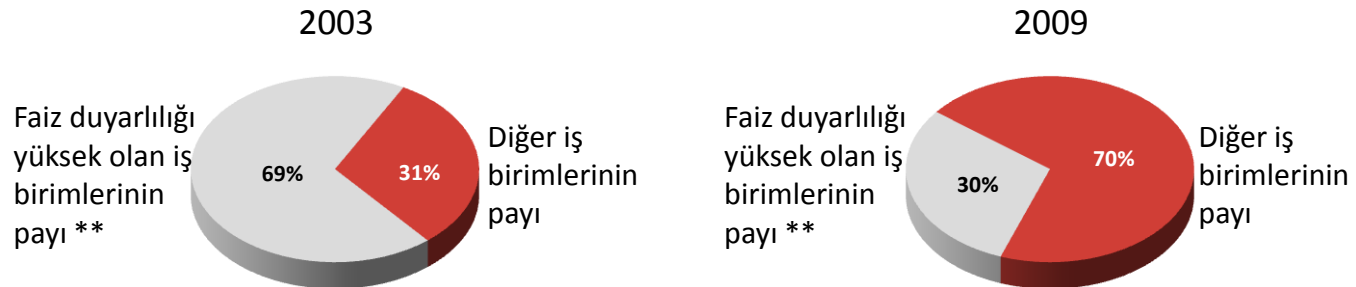 2003
Faiz duyarlılığı
yüksek olan iş
birimlerinin
payı **
69%
31%
Diğer iş
birimlerinin
payı
2009
Faiz duyarlılığı
yüksek olan iş
birimlerinin
payı **
30%
70%
Diğer iş
birimlerinin
payı